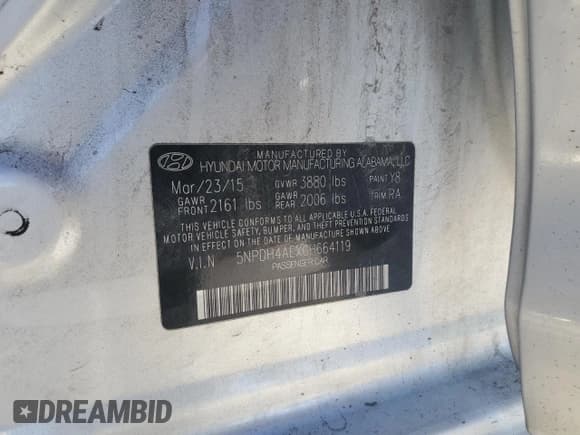 MANUFACTURED BY
HYUNDAI MOTOR MANUFACTURING ALABAMA, LLC
Mar/23/15 GVWR 3880 lbs PAINT Y8
GAWR FRONT 2161 lbs GAWR REAR 2006 lbs TRIM RA
THIS VEHICLE CONFORMS TO ALL APPLICABLE U.S.A. FEDERAL
MOTOR VEHICLE SAFETY, BUMPER, AND THEFT PREVENTION STANDARDS
IN EFFECT ON THE DATE OF MANUFACTURE SHOWN ABOVE.
V.I.N 5NPDH4AEXGH664119
PASSENGER CAR
DREAMBID